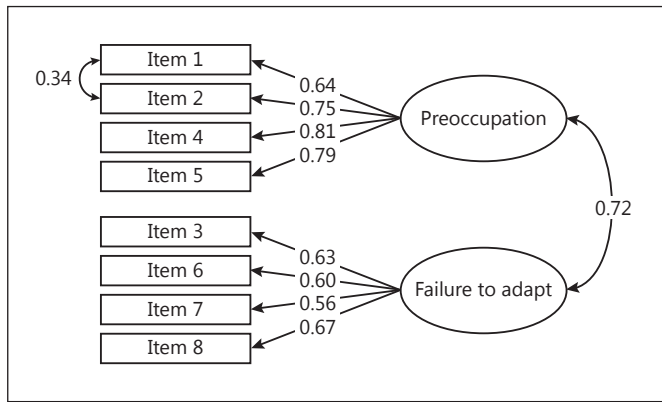 Item 1
0.34
Item 2
Item 4
Item 5
0.64
0.75
0.81
0.79
Preoccupation
0.72
Item 3
Item 6
Item 7
Item 8
0.63
0.60
0.56
0.67
Failure to adapt